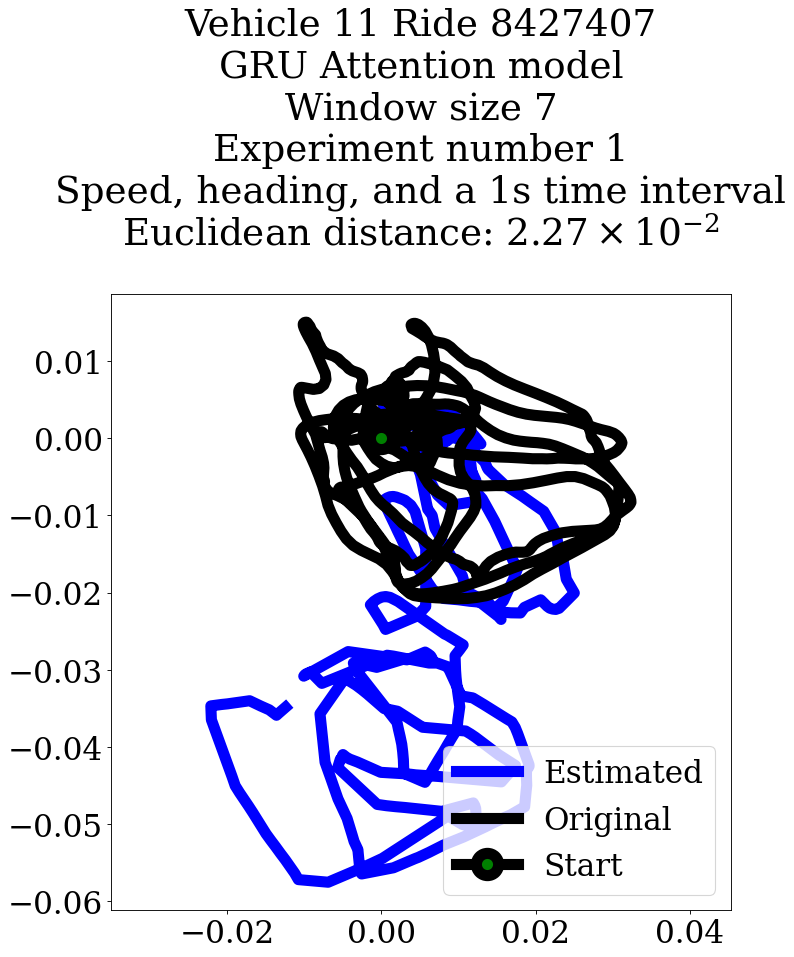 Vehicle 11 Ride 8427407
GRU Attention model
Window size 7
Experiment number 1
Speed, heading, and a 1s time interval
Euclidean distance: 2.27 × 10⁻²
0.01
0.00
−0.01
−0.02
−0.03
−0.04
−0.05
−0.06
Estimated
Original
Start
−0.02 0.00 0.02 0.04